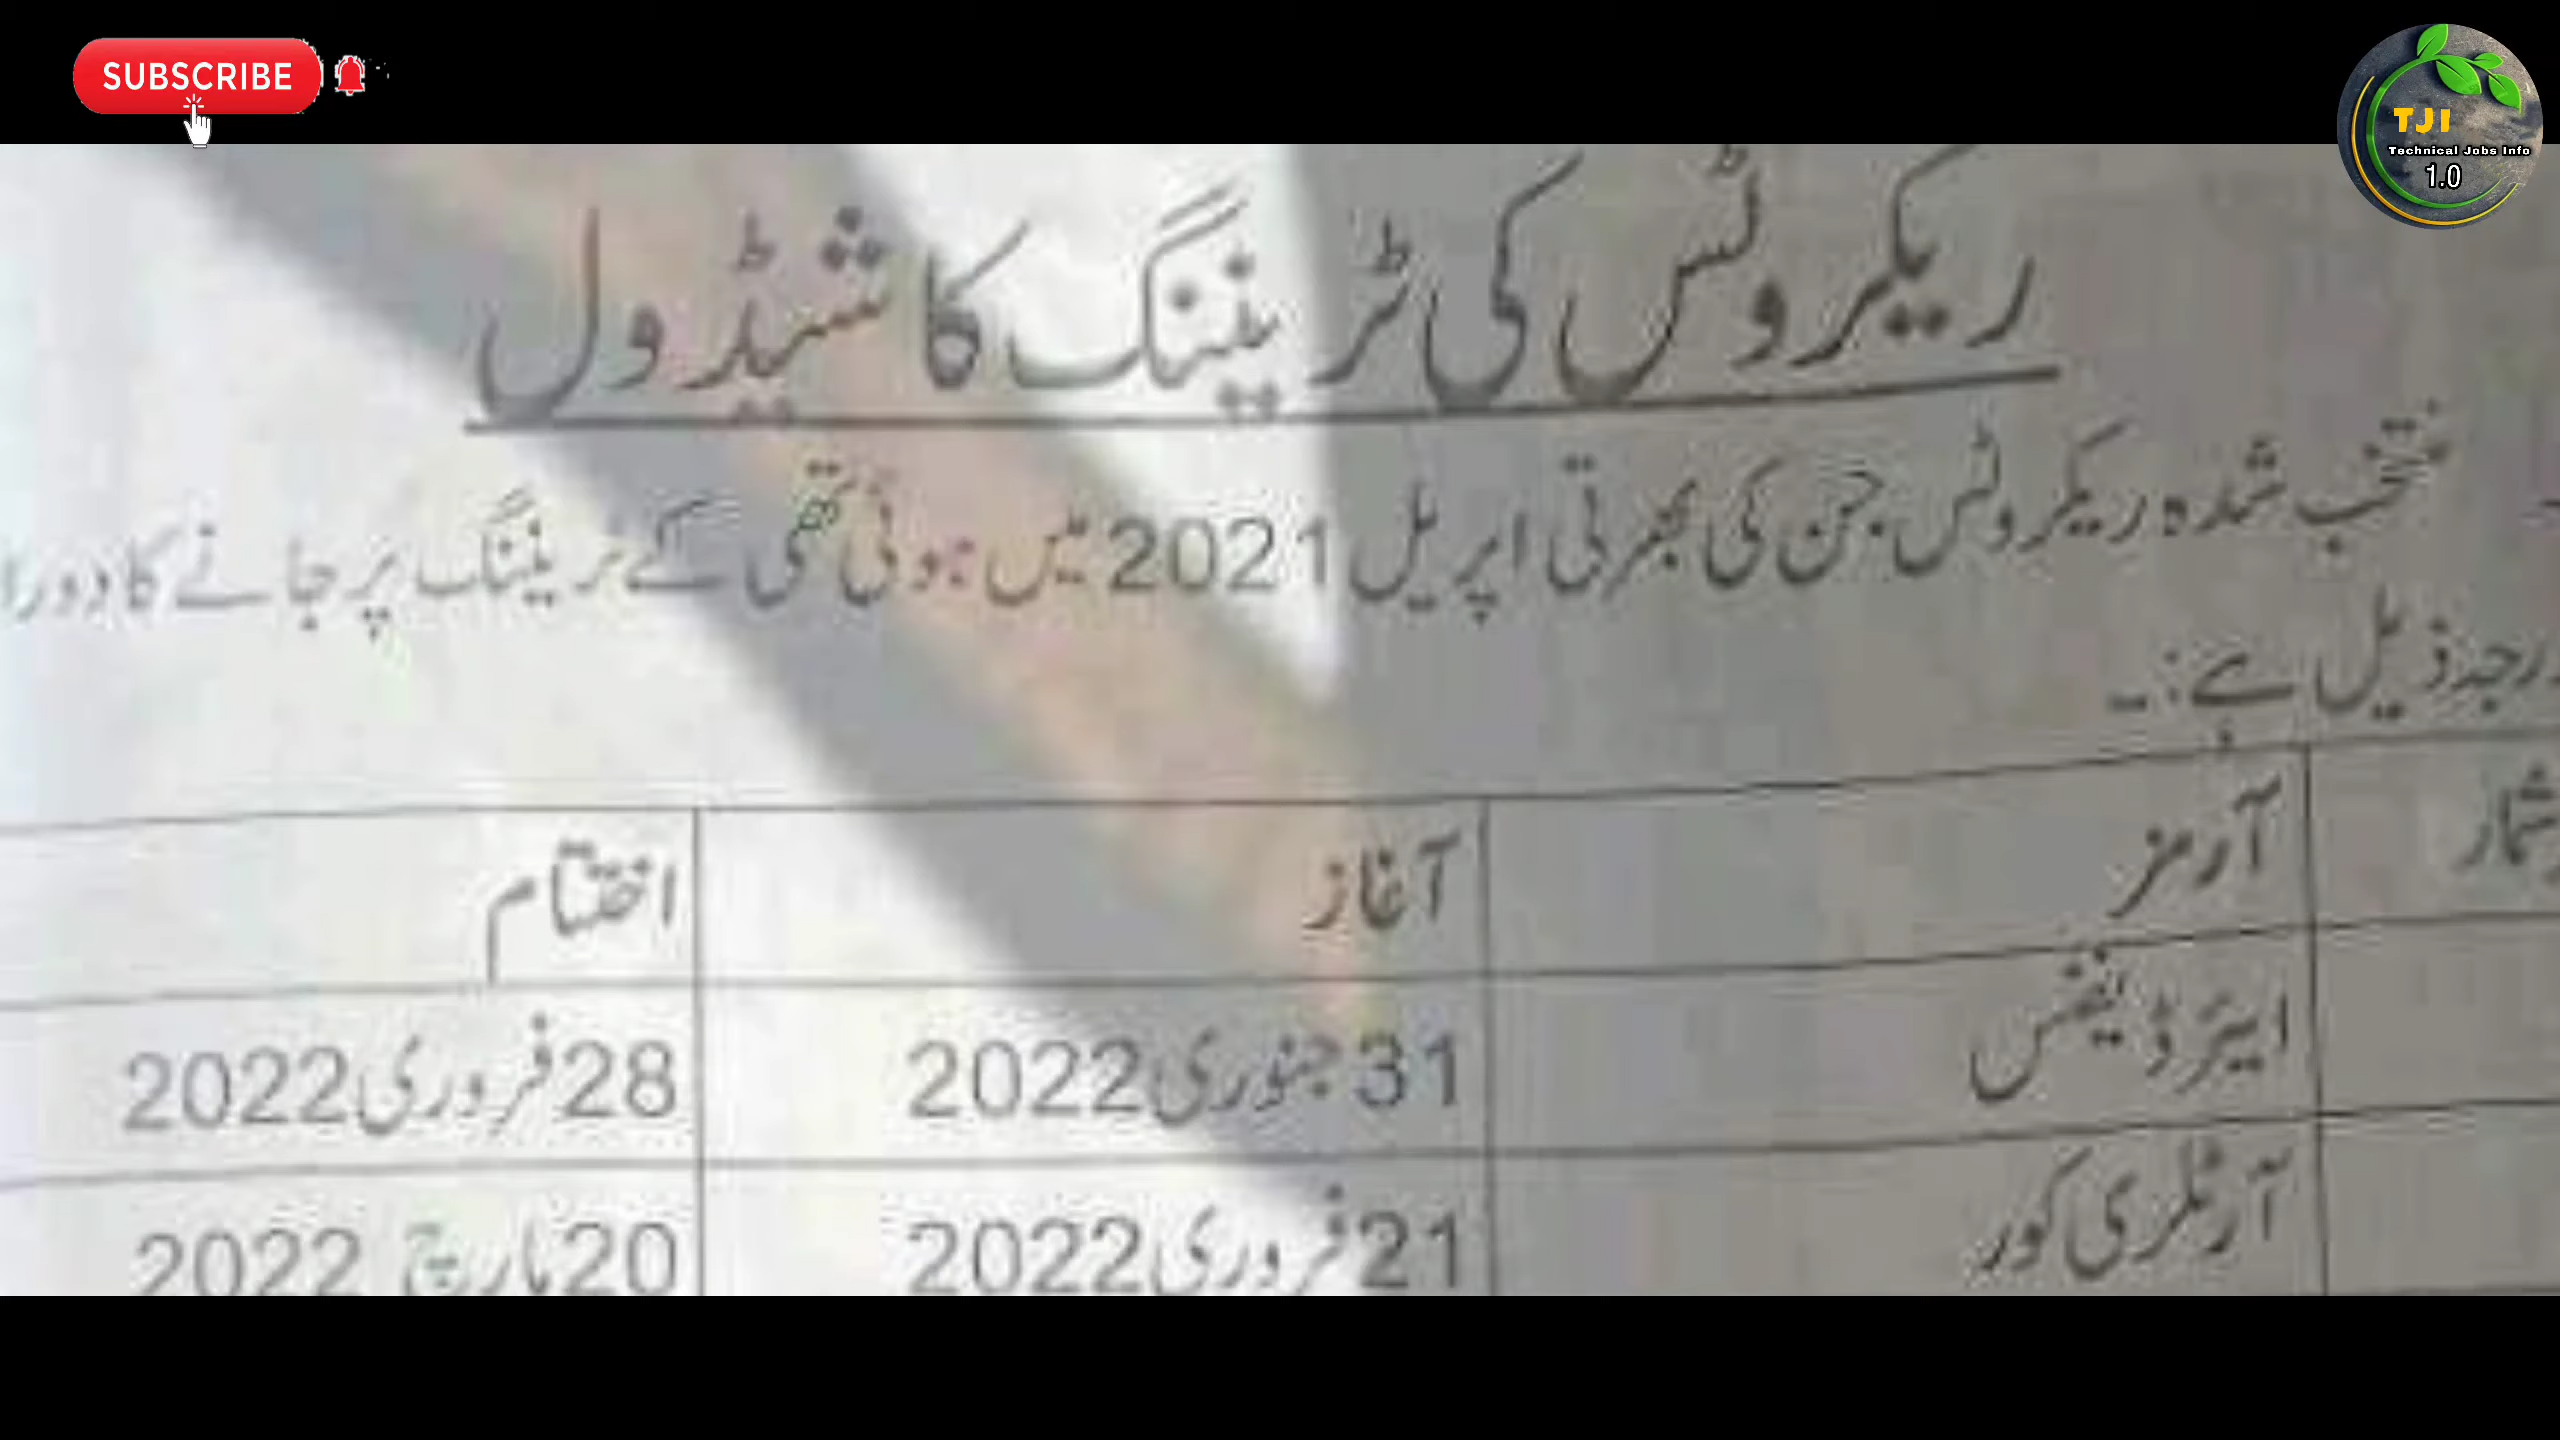 SUBSCRIBE
TJI
Technical Jobs Info
1.0
ریکروٹس کی ٹریننگ کا شیڈول
منتخب شدہ ریکروٹس جن کی بھرتی اپریل 2021 میں ہوئی تھی کے ٹریننگ پر جانے کا
ذیل ہے:-
شمار آرمز آغاز اختتام
ایئر ڈیفنس 31 جنوری 2022 28 فروری 2022
آرٹلری کور 21 فروری 2022 20 مارچ 2022